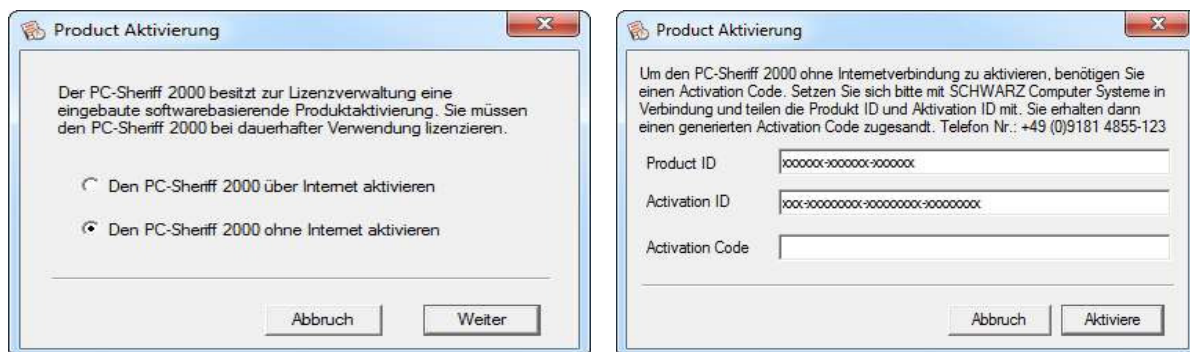 Product Aktivierung
Der PC-Sheriff 2000 besitzt zur Lizenzverwaltung eine
eingebaute softwarebasierende Produktaktivierung. Sie müssen
den PC-Sheriff 2000 bei dauerhafter Verwendung lizenzieren.
Den PC-Sheriff 2000 über Internet aktivieren
Den PC-Sheriff 2000 ohne Internet aktivieren
Abbruch
Weiter
Product Aktivierung
Um den PC-Sheriff 2000 ohne Internetverbindung zu aktivieren, benötigen Sie
einen Activation Code. Setzen Sie sich bitte mit SCHWARZ Computer Systeme in
Verbindung und teilen die Produkt ID und Aktivation ID mit. Sie erhalten dann
einen generierten Activation Code zugesandt. Telefon Nr.: +49 (0)9181 4855-123
Product ID
xxxxxx-xxxxxx-xxxxxx
Activation ID
xxx-xxxxxxxx-xxxxxxxx-xxxxxxxx
Activation Code
Abbruch
Aktiviere